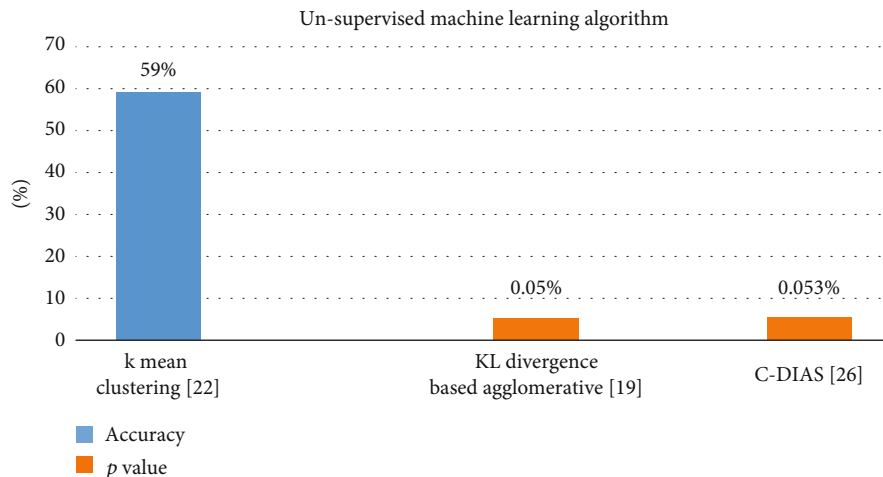 Un-supervised machine learning algorithm
70
60
50
40
30
20
10
0
(%)
59%
0.05%
0.053%
k mean
clustering [22]
KL divergence
based agglomerative [19]
C-DIAS [26]
Accuracy
p value